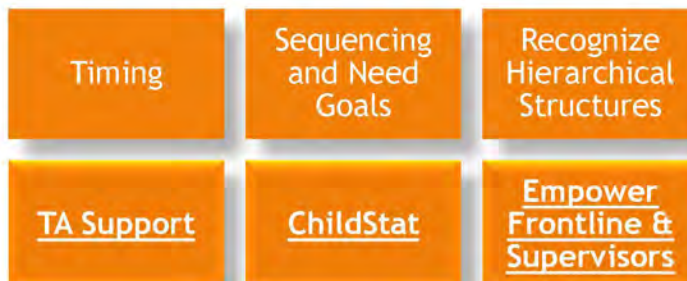 Timing
Sequencing
and Need
Goals
Recognize
Hierarchical
Structures
TA Support
ChildStat
Empower
Frontline &
Supervisors